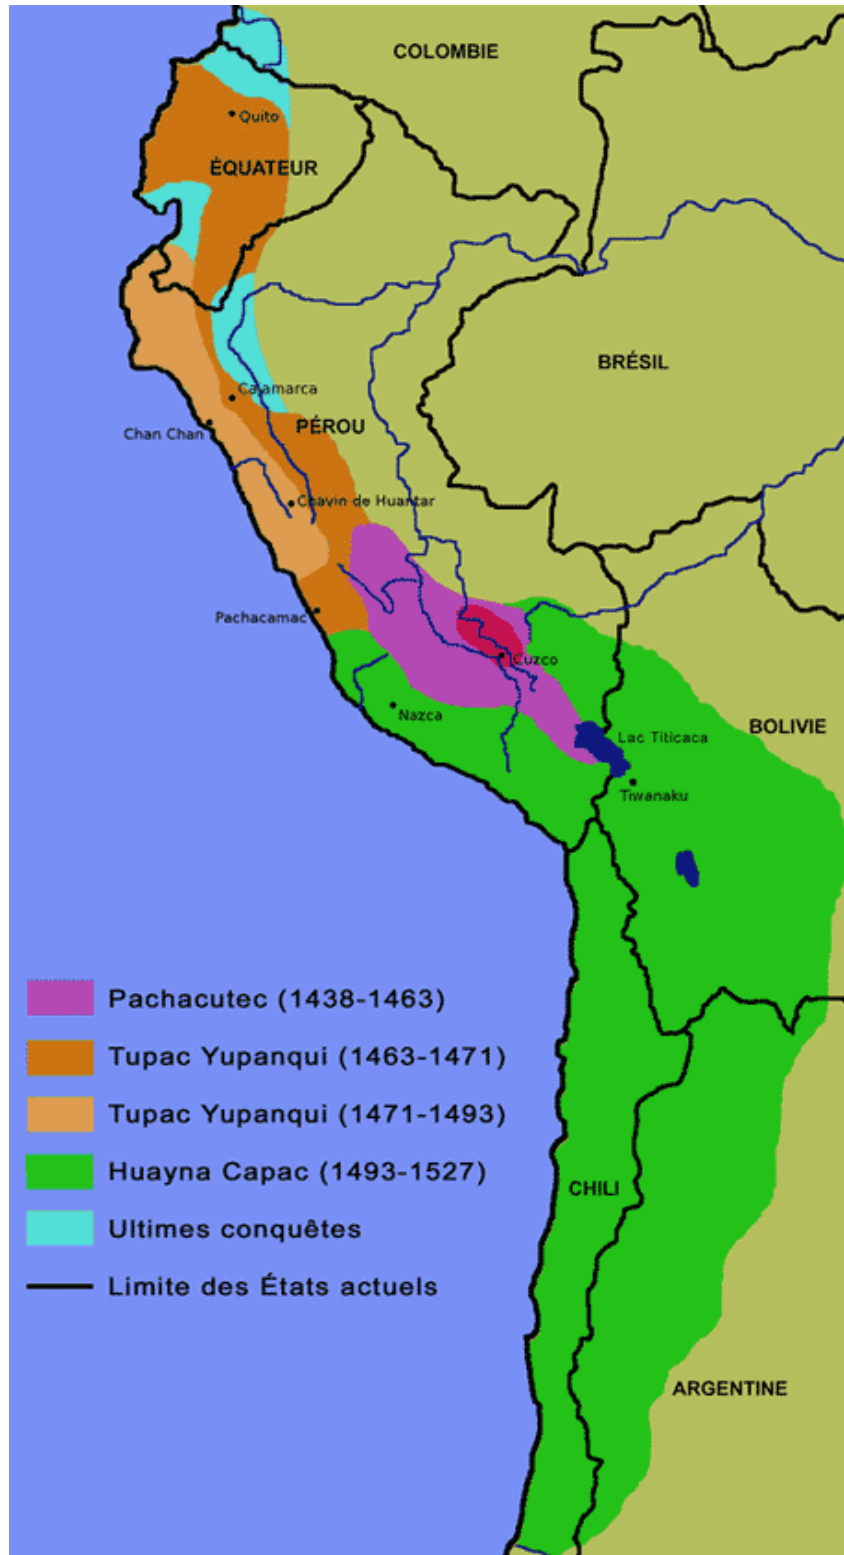 COLOMBIE
Quito
ÉQUATEUR
BRÉSIL
Cajamarca
Chan Chan
PÉROU
Chavin de Huantar
Pachacamac
Cuzco
Nazca
BOLIVIE
Lac Titicaca
Tiwanaku
Pachacutec (1438-1463)
Tupac Yupanqui (1463-1471)
Tupac Yupanqui (1471-1493)
Huayna Capac (1493-1527)
CHILI
Ultimes conquêtes
Limite des États actuels
ARGENTINE